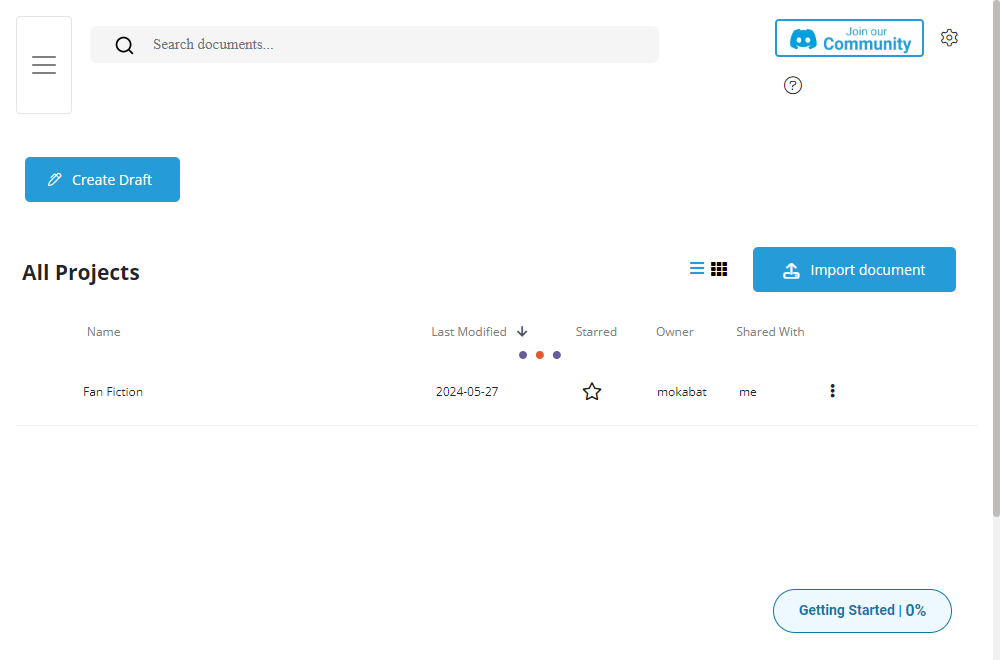 Search documents...
Join our
Community
?
Create Draft
All Projects
Import document
Name Last Modified Starred Owner Shared With
Fan Fiction 2024-05-27 mokabat me
Getting Started | 0%